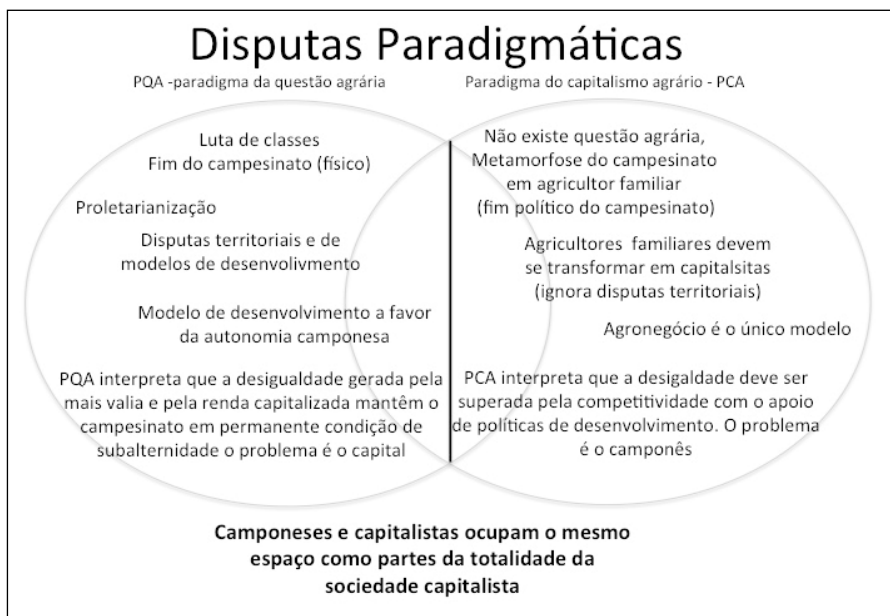 Disputas Paradigmáticas
PQA -paradigma da questão agrária
Paradigma do capitalismo agrário - PCA
Luta de classes
Fim do campesinato (físico)
Proletarianização
Disputas territoriais e de
modelos de desenvolivmento
Modelo de desenvolvimento a favor
da autonomia camponesa
PQA interpreta que a desigualdade gerada pela
mais valia e pela renda capitalizada mantêm o
campesinato em permanente condição de
subalternidade o problema é o capital
Não existe questão agrária,
Metamorfose do campesinato
em agricultor familiar
(fim político do campesinato)
Agricultores familiares devem
se transformar em capitalsitas
(ignora disputas territoriais)
Agronegócio é o único modelo
PCA interpreta que a desigaldade deve ser
superada pela competitividade com o apoio
de políticas de desenvolvimento. O problema
é o camponês
Camponeses e capitalistas ocupam o mesmo
espaço como partes da totalidade da
sociedade capitalista